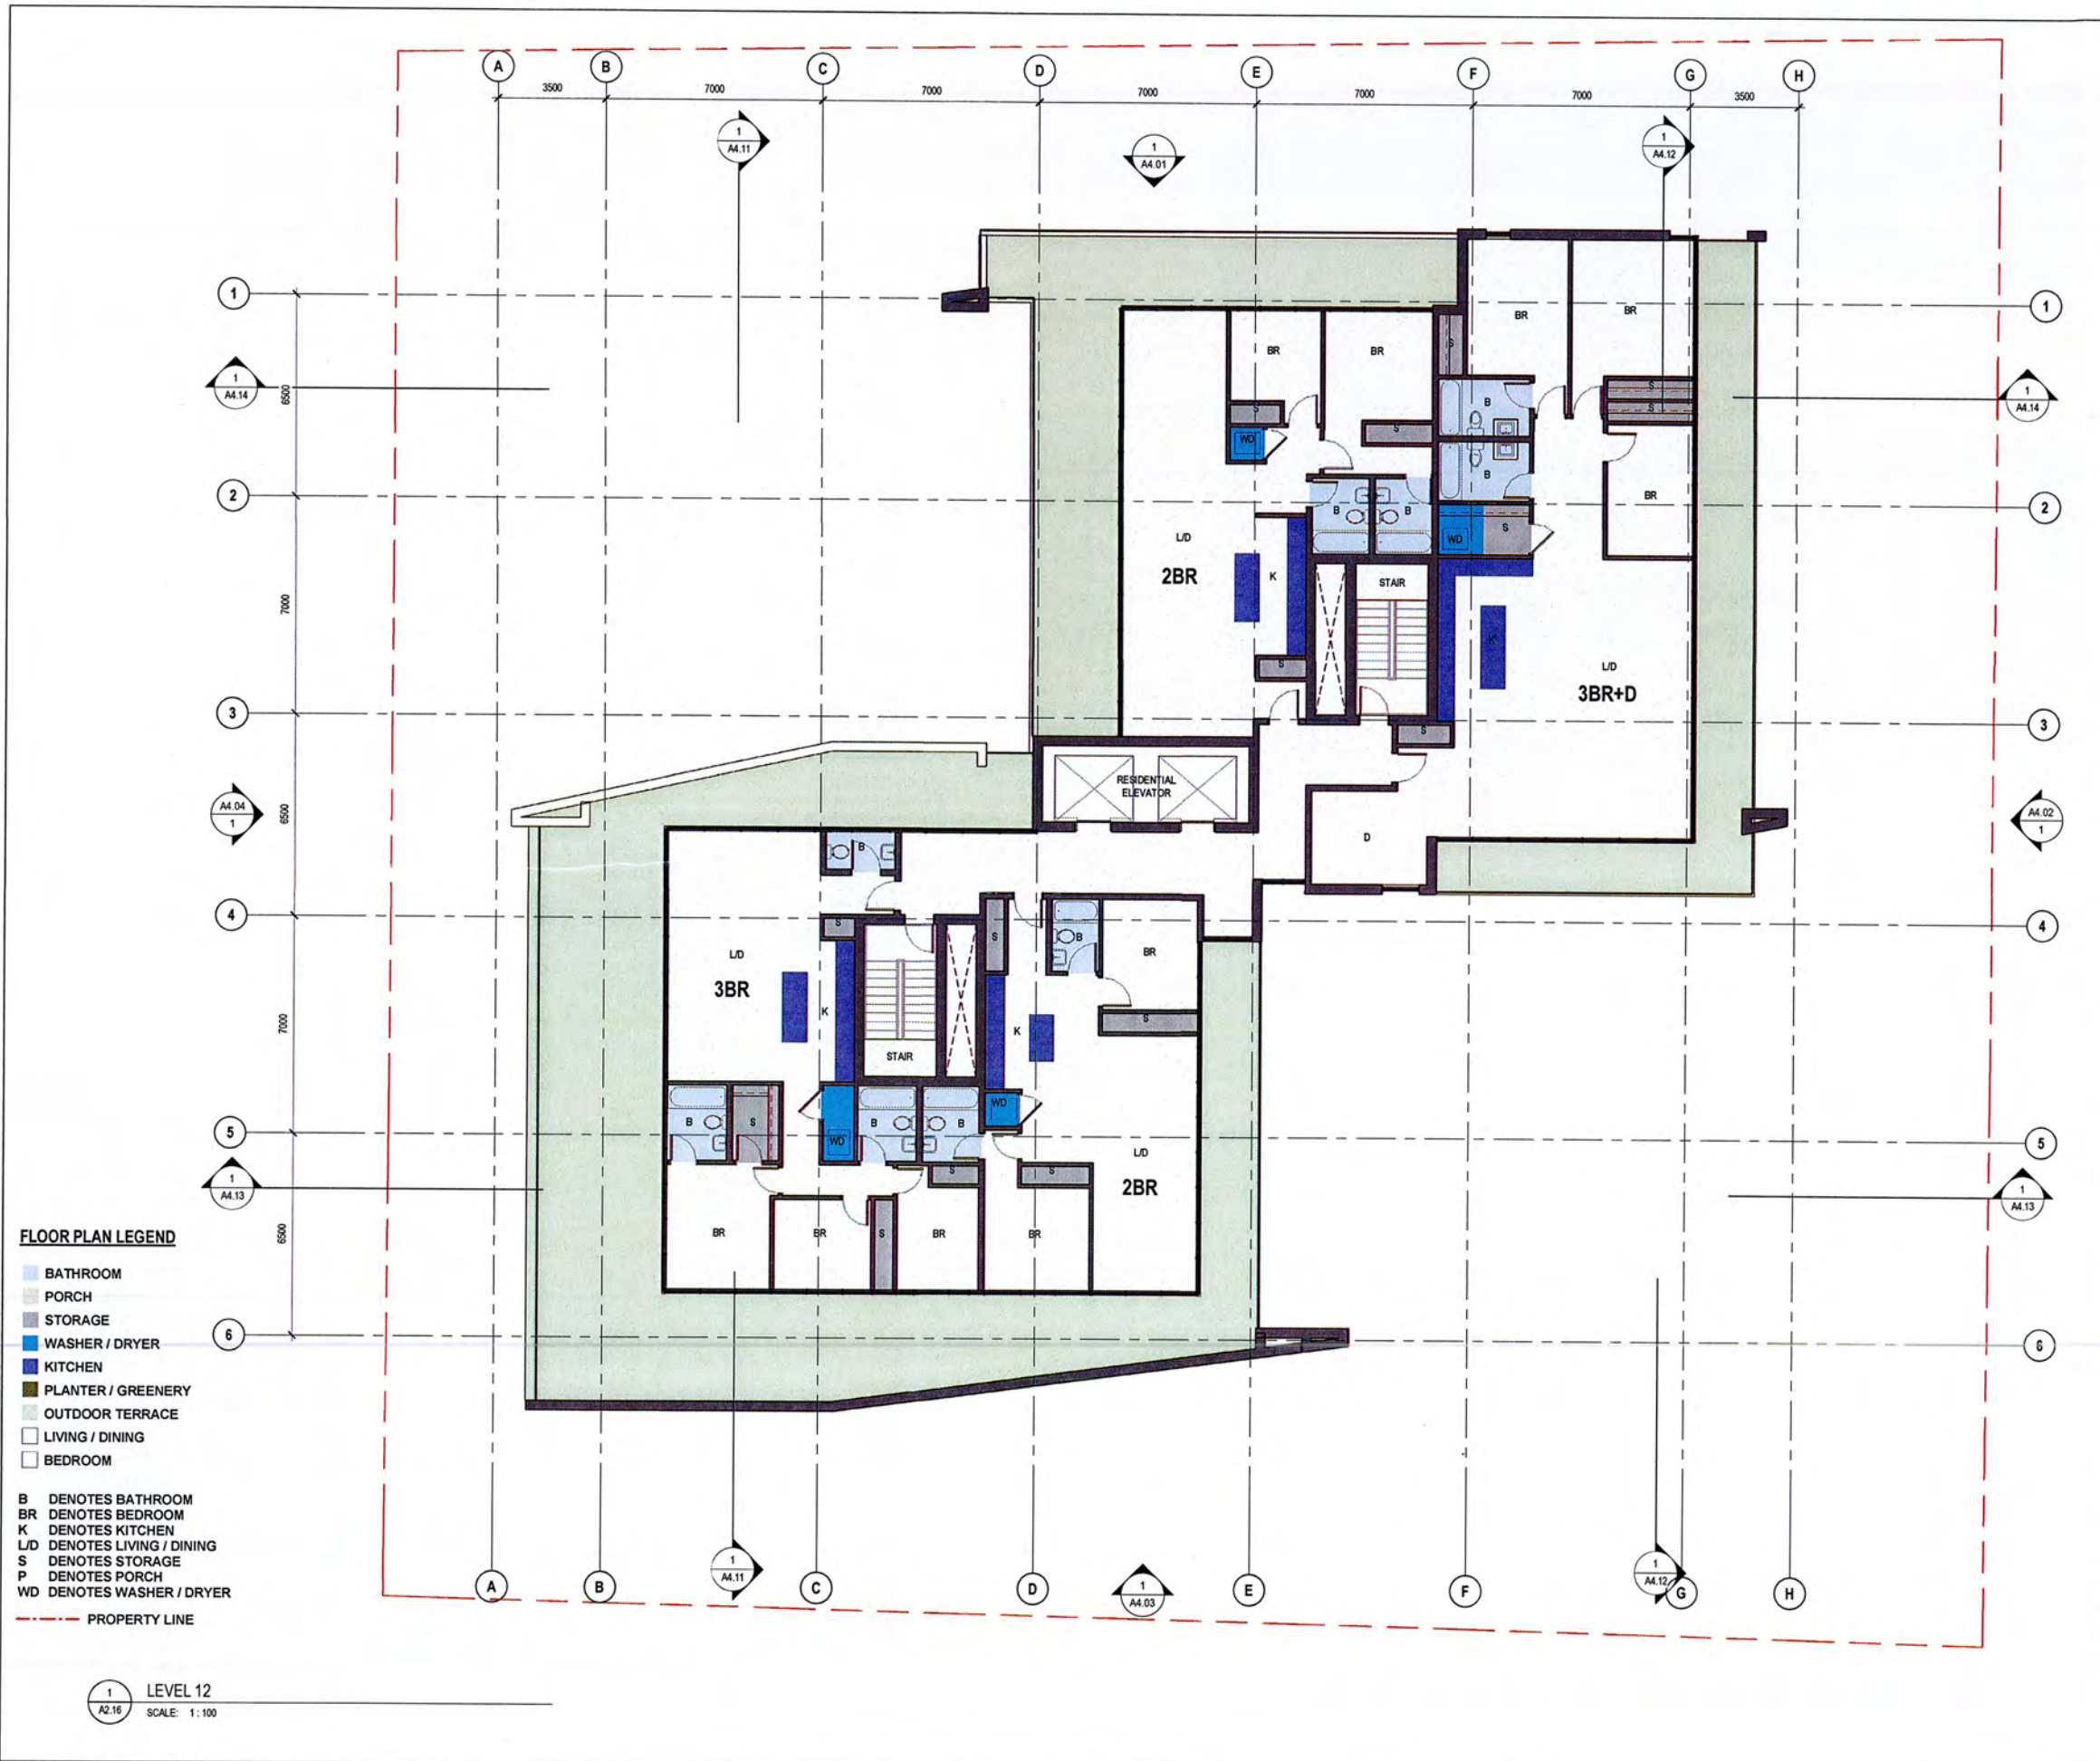 A B C D E F G H
3500 7000 7000 7000 7000 7000 3500
1
A4.11
1
A4.01
1
A4.12
1 1
BR BR
BR BR
S
1
A4.14
6500
1
A4.14
S
B
S
S
S
WD
B
BR
2 2
B B
WD S
L/D
2BR
K
STAIR
7000
K
L/D
3BR+D
S
3 3
S
RESIDENTIAL
ELEVATOR
A4.04
1
6500
A4.02
1
D
B
4 4
S
S
B
BR
L/D
3BR
K
K
S
7000
STAIR
WD
B
S
WD
B
B
5 5
L/D
2BR
S
S
1
A4.13
1
A4.13
BR
BR
S
BR
BR
6500
6 6
FLOOR PLAN LEGEND
BATHROOM
PORCH
STORAGE
WASHER / DRYER
KITCHEN
PLANTER / GREENERY
OUTDOOR TERRACE
LIVING / DINING
BEDROOM
B DENOTES BATHROOM
BR DENOTES BEDROOM
K DENOTES KITCHEN
L/D DENOTES LIVING / DINING
S DENOTES STORAGE
P DENOTES PORCH
WD DENOTES WASHER / DRYER
PROPERTY LINE
1
A4.11
1
A4.03
1
A4.12
A B C D E F G H
1
A2.16
LEVEL 12
SCALE: 1 : 100